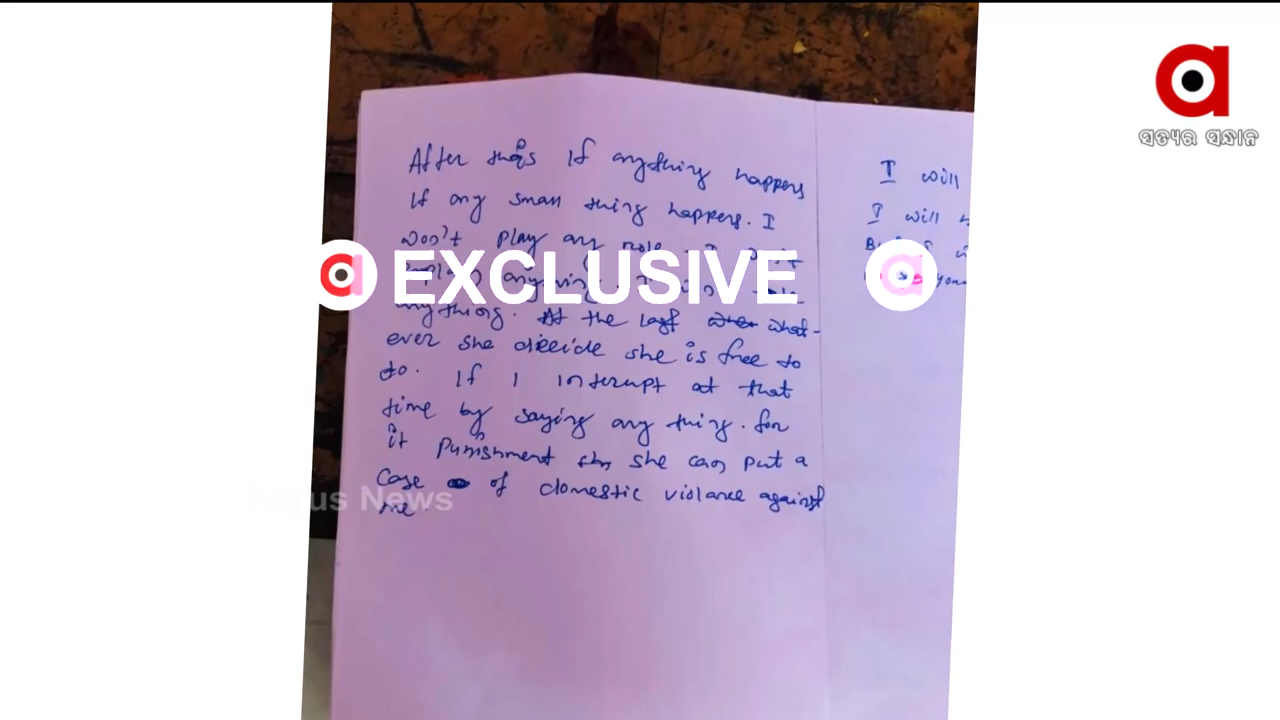 ସତ୍ୟର ସନ୍ଧାନ
After this If anything happens
If any small thing happens. I
won't play any role.
anything
anything. At the last what-
ever she decide she is free to
do. If I interupt at that
time by saying any thing. for
it Punishment she can put a
Case of domestic violance against
me
I will
I will
EXCLUSIVE
Argus News